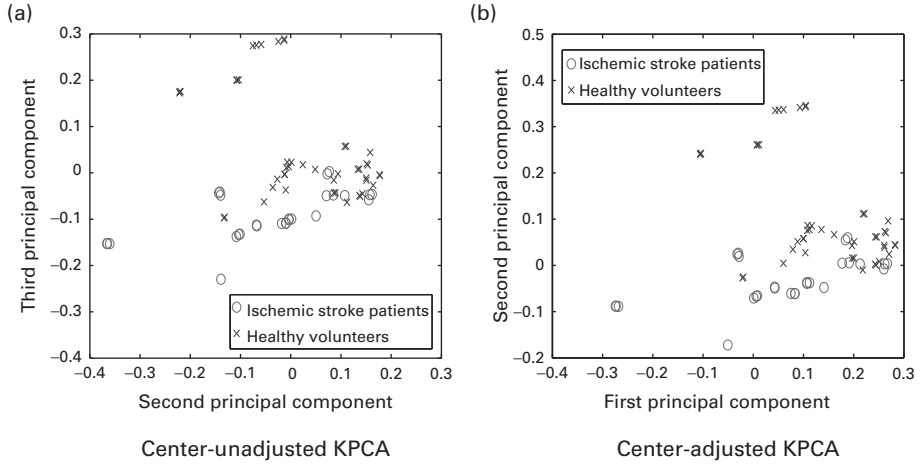 (a)
0.3
0.2
0.1
0
−0.1
−0.2
−0.3
−0.4
Third principal component
Ischemic stroke patients
Healthy volunteers
−0.4 −0.3 −0.2 −0.1 0 0.1 0.2 0.3
Second principal component
Center-unadjusted KPCA
(b)
0.5
0.4
0.3
0.2
0.1
0
−0.1
−0.2
Second principal component
Ischemic stroke patients
Healthy volunteers
−0.4 −0.3 −0.2 −0.1 0 0.1 0.2 0.3
First principal component
Center-adjusted KPCA